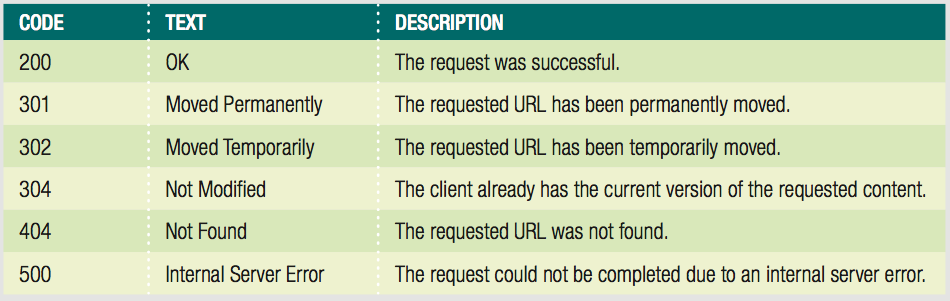 CODE TEXT DESCRIPTION
200 OK The request was successful.
301 Moved Permanently The requested URL has been permanently moved.
302 Moved Temporarily The requested URL has been temporarily moved.
304 Not Modified The client already has the current version of the requested content.
404 Not Found The requested URL was not found.
500 Internal Server Error The request could not be completed due to an internal server error.